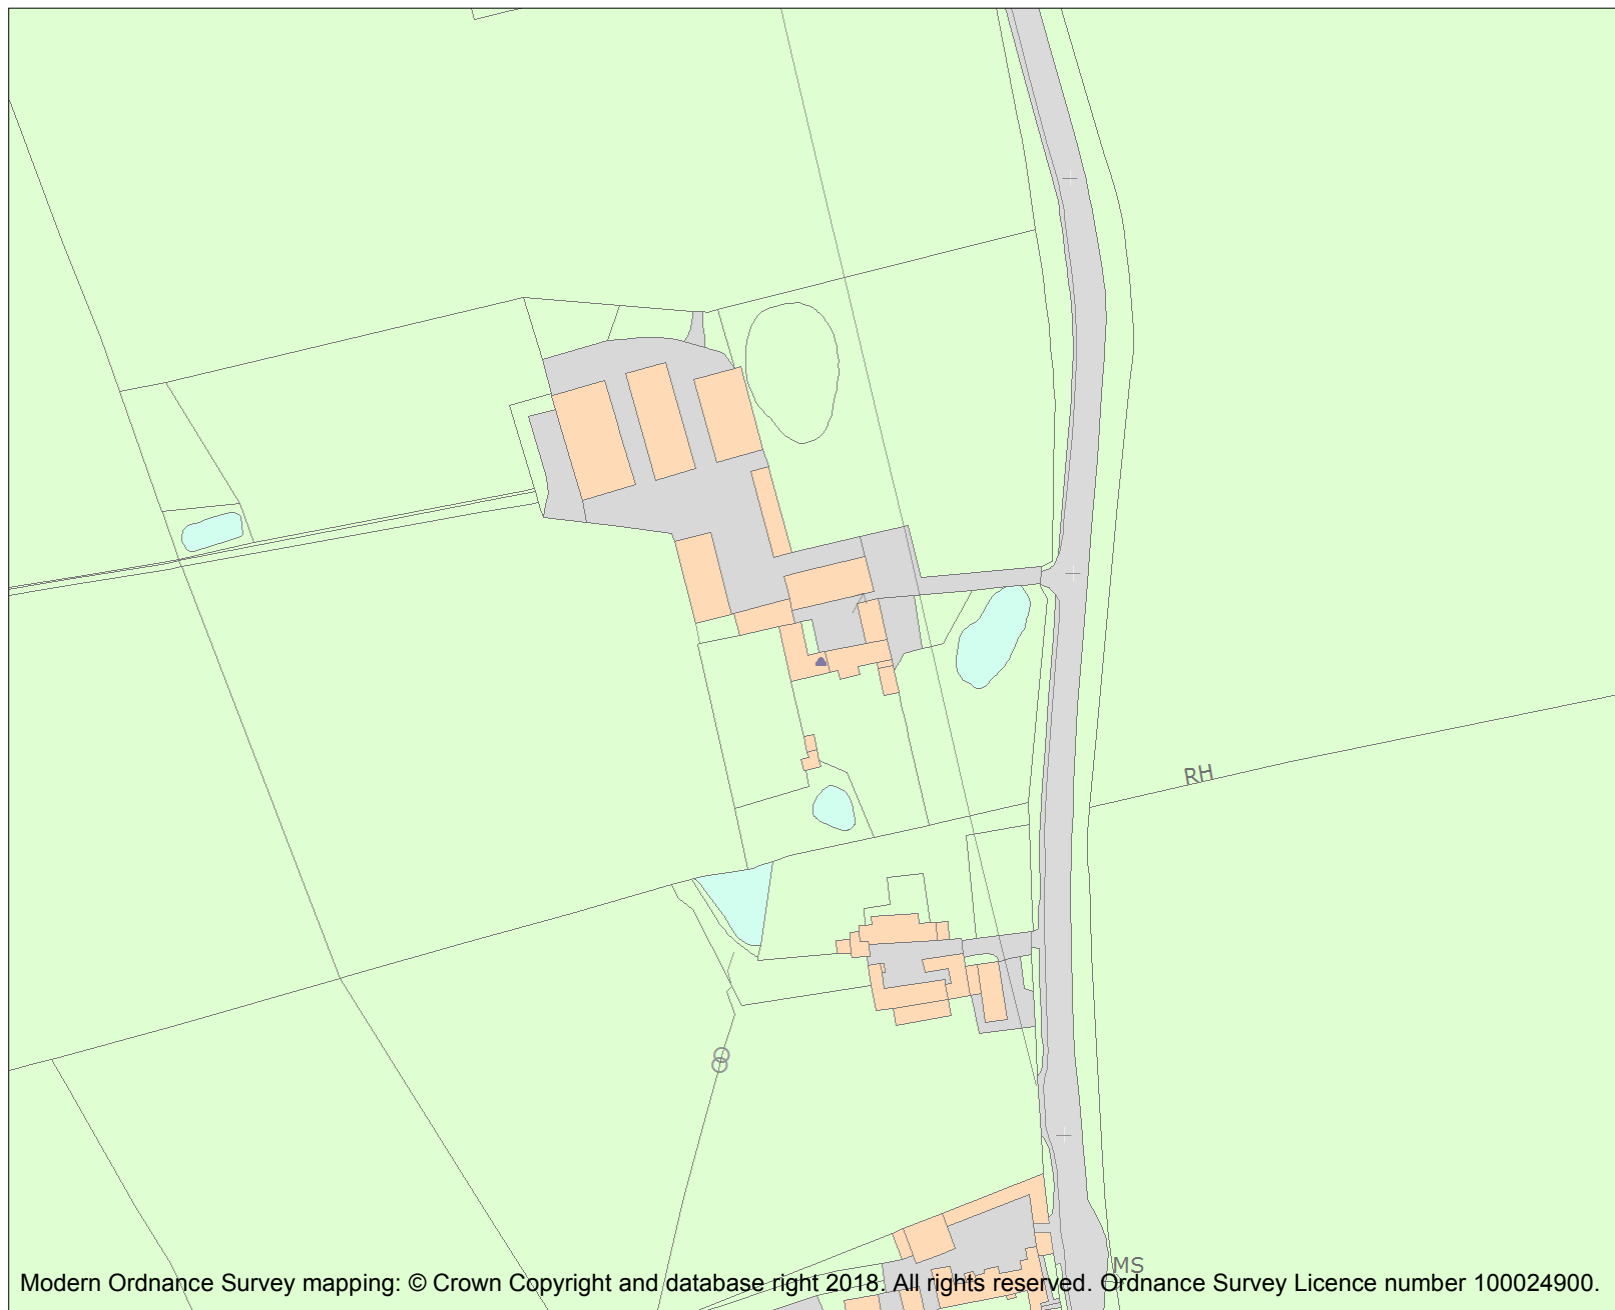 RH
MS
Modern Ordnance Survey mapping: © Crown Copyright and database right 2018. All rights reserved. Ordnance Survey Licence number 100024900.